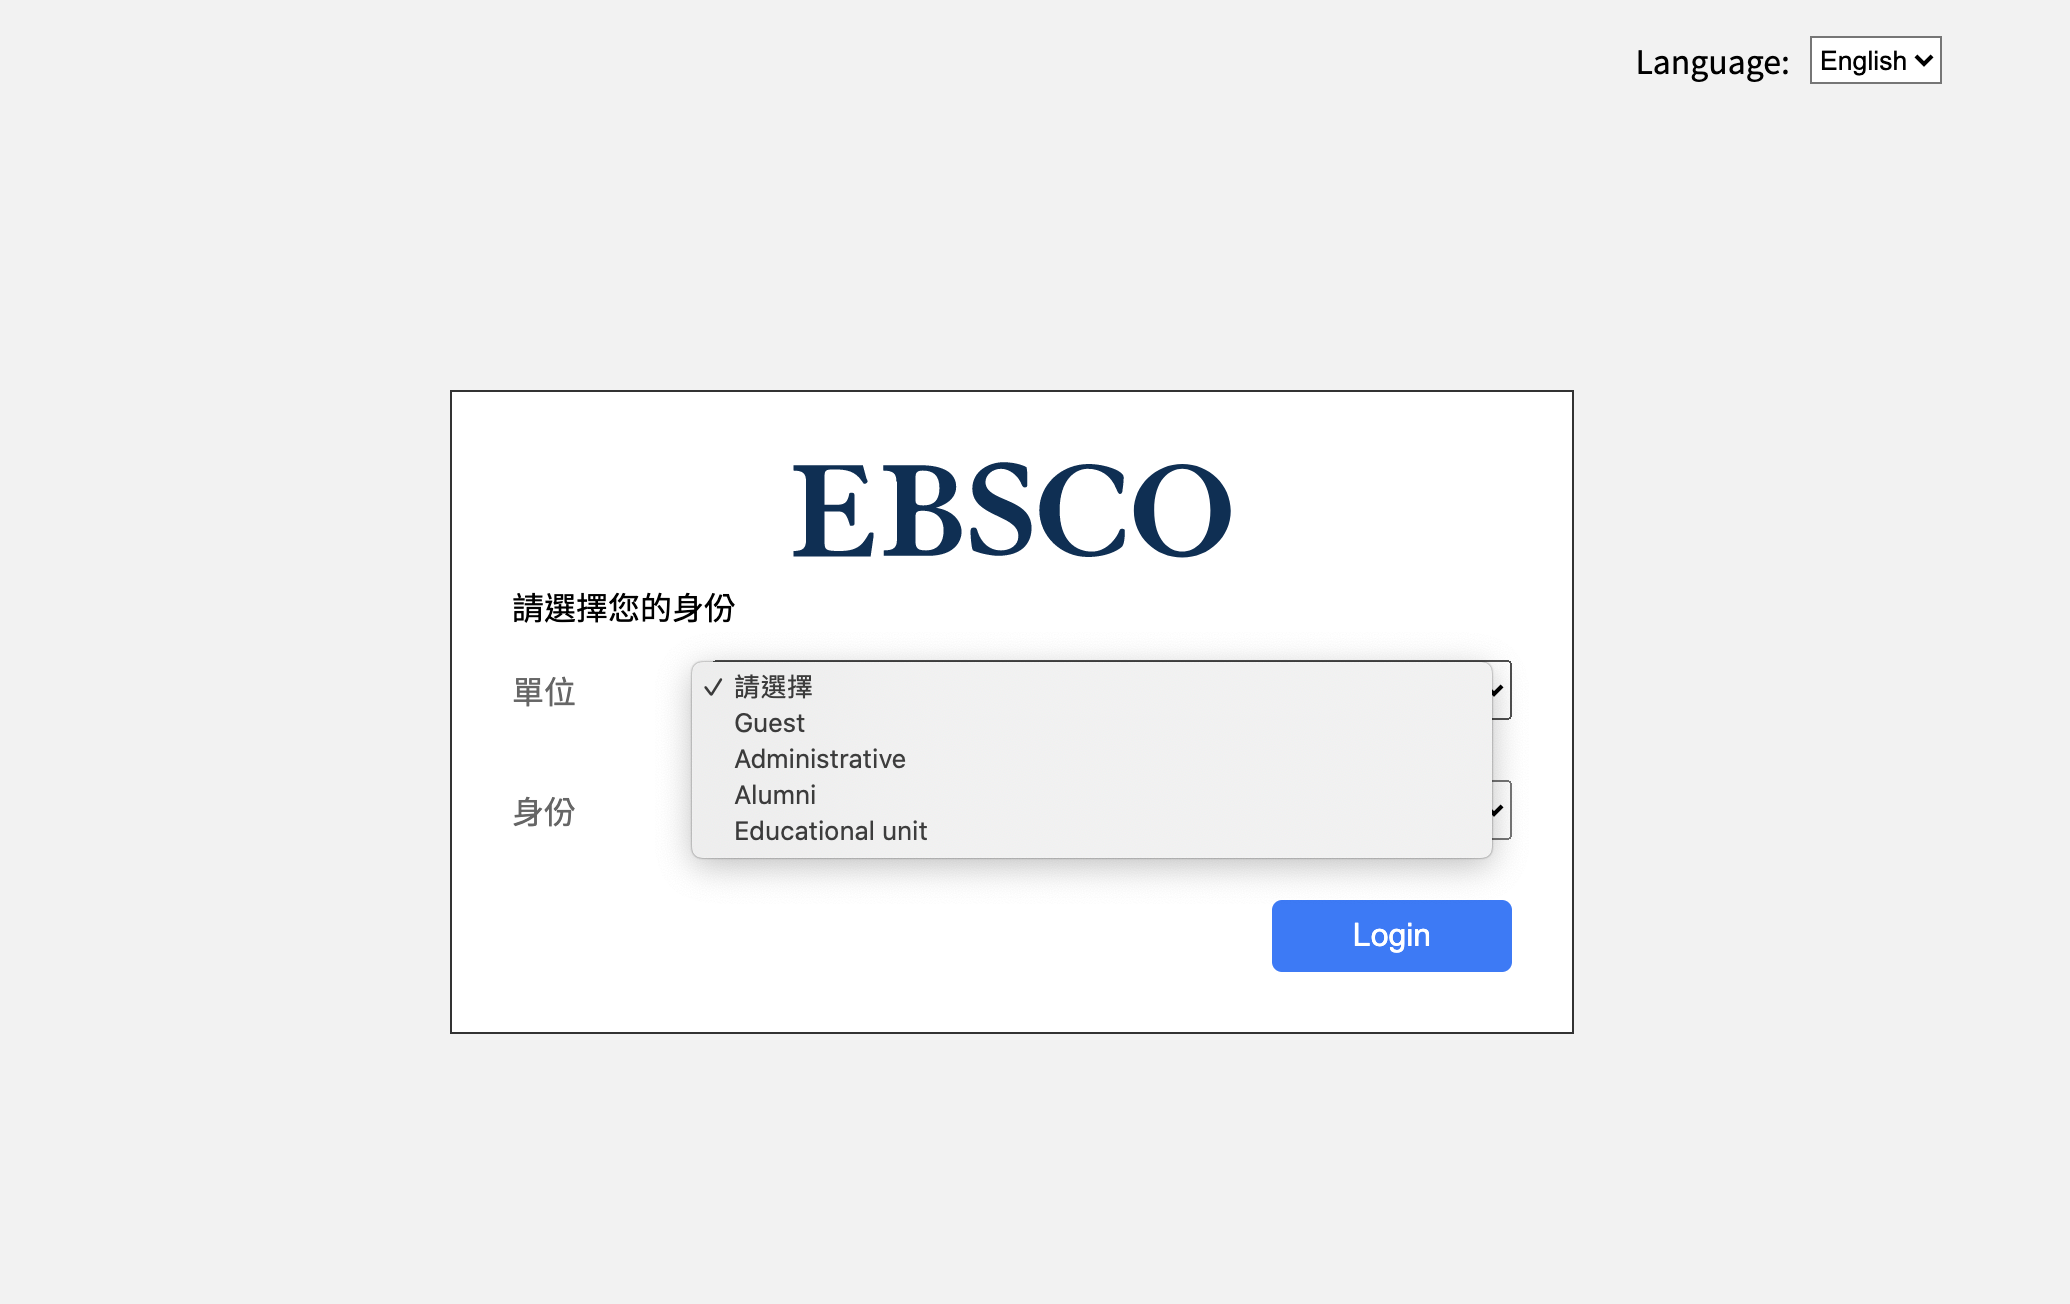 Language: English
EBSCO
請選擇您的身份
單位
✓ 請選擇
Guest
Administrative
Alumni
Educational unit
身份
Login